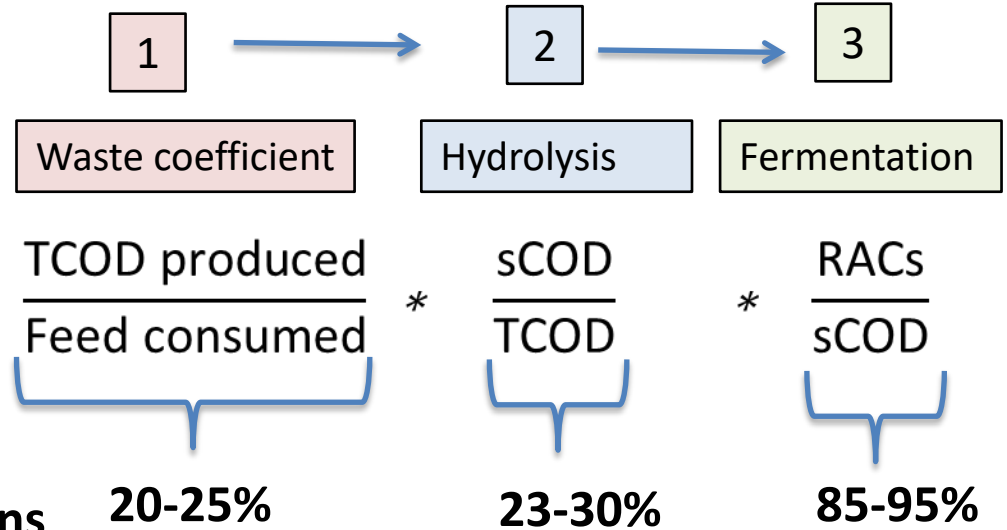 1 2 3
Waste coefficient Hydrolysis Fermentation
TCOD produced sCOD RACs
* *
Feed consumed TCOD sCOD
ns 20-25% 23-30% 85-95%